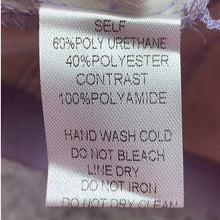 SELF
60%POLY URETHANE
40%POLYESTER
CONTRAST
100%POLYAMIDE
HAND WASH COLD
DO NOT BLEACH
LINE DRY
DO NOT IRON
DO NOT DRY CLEAN